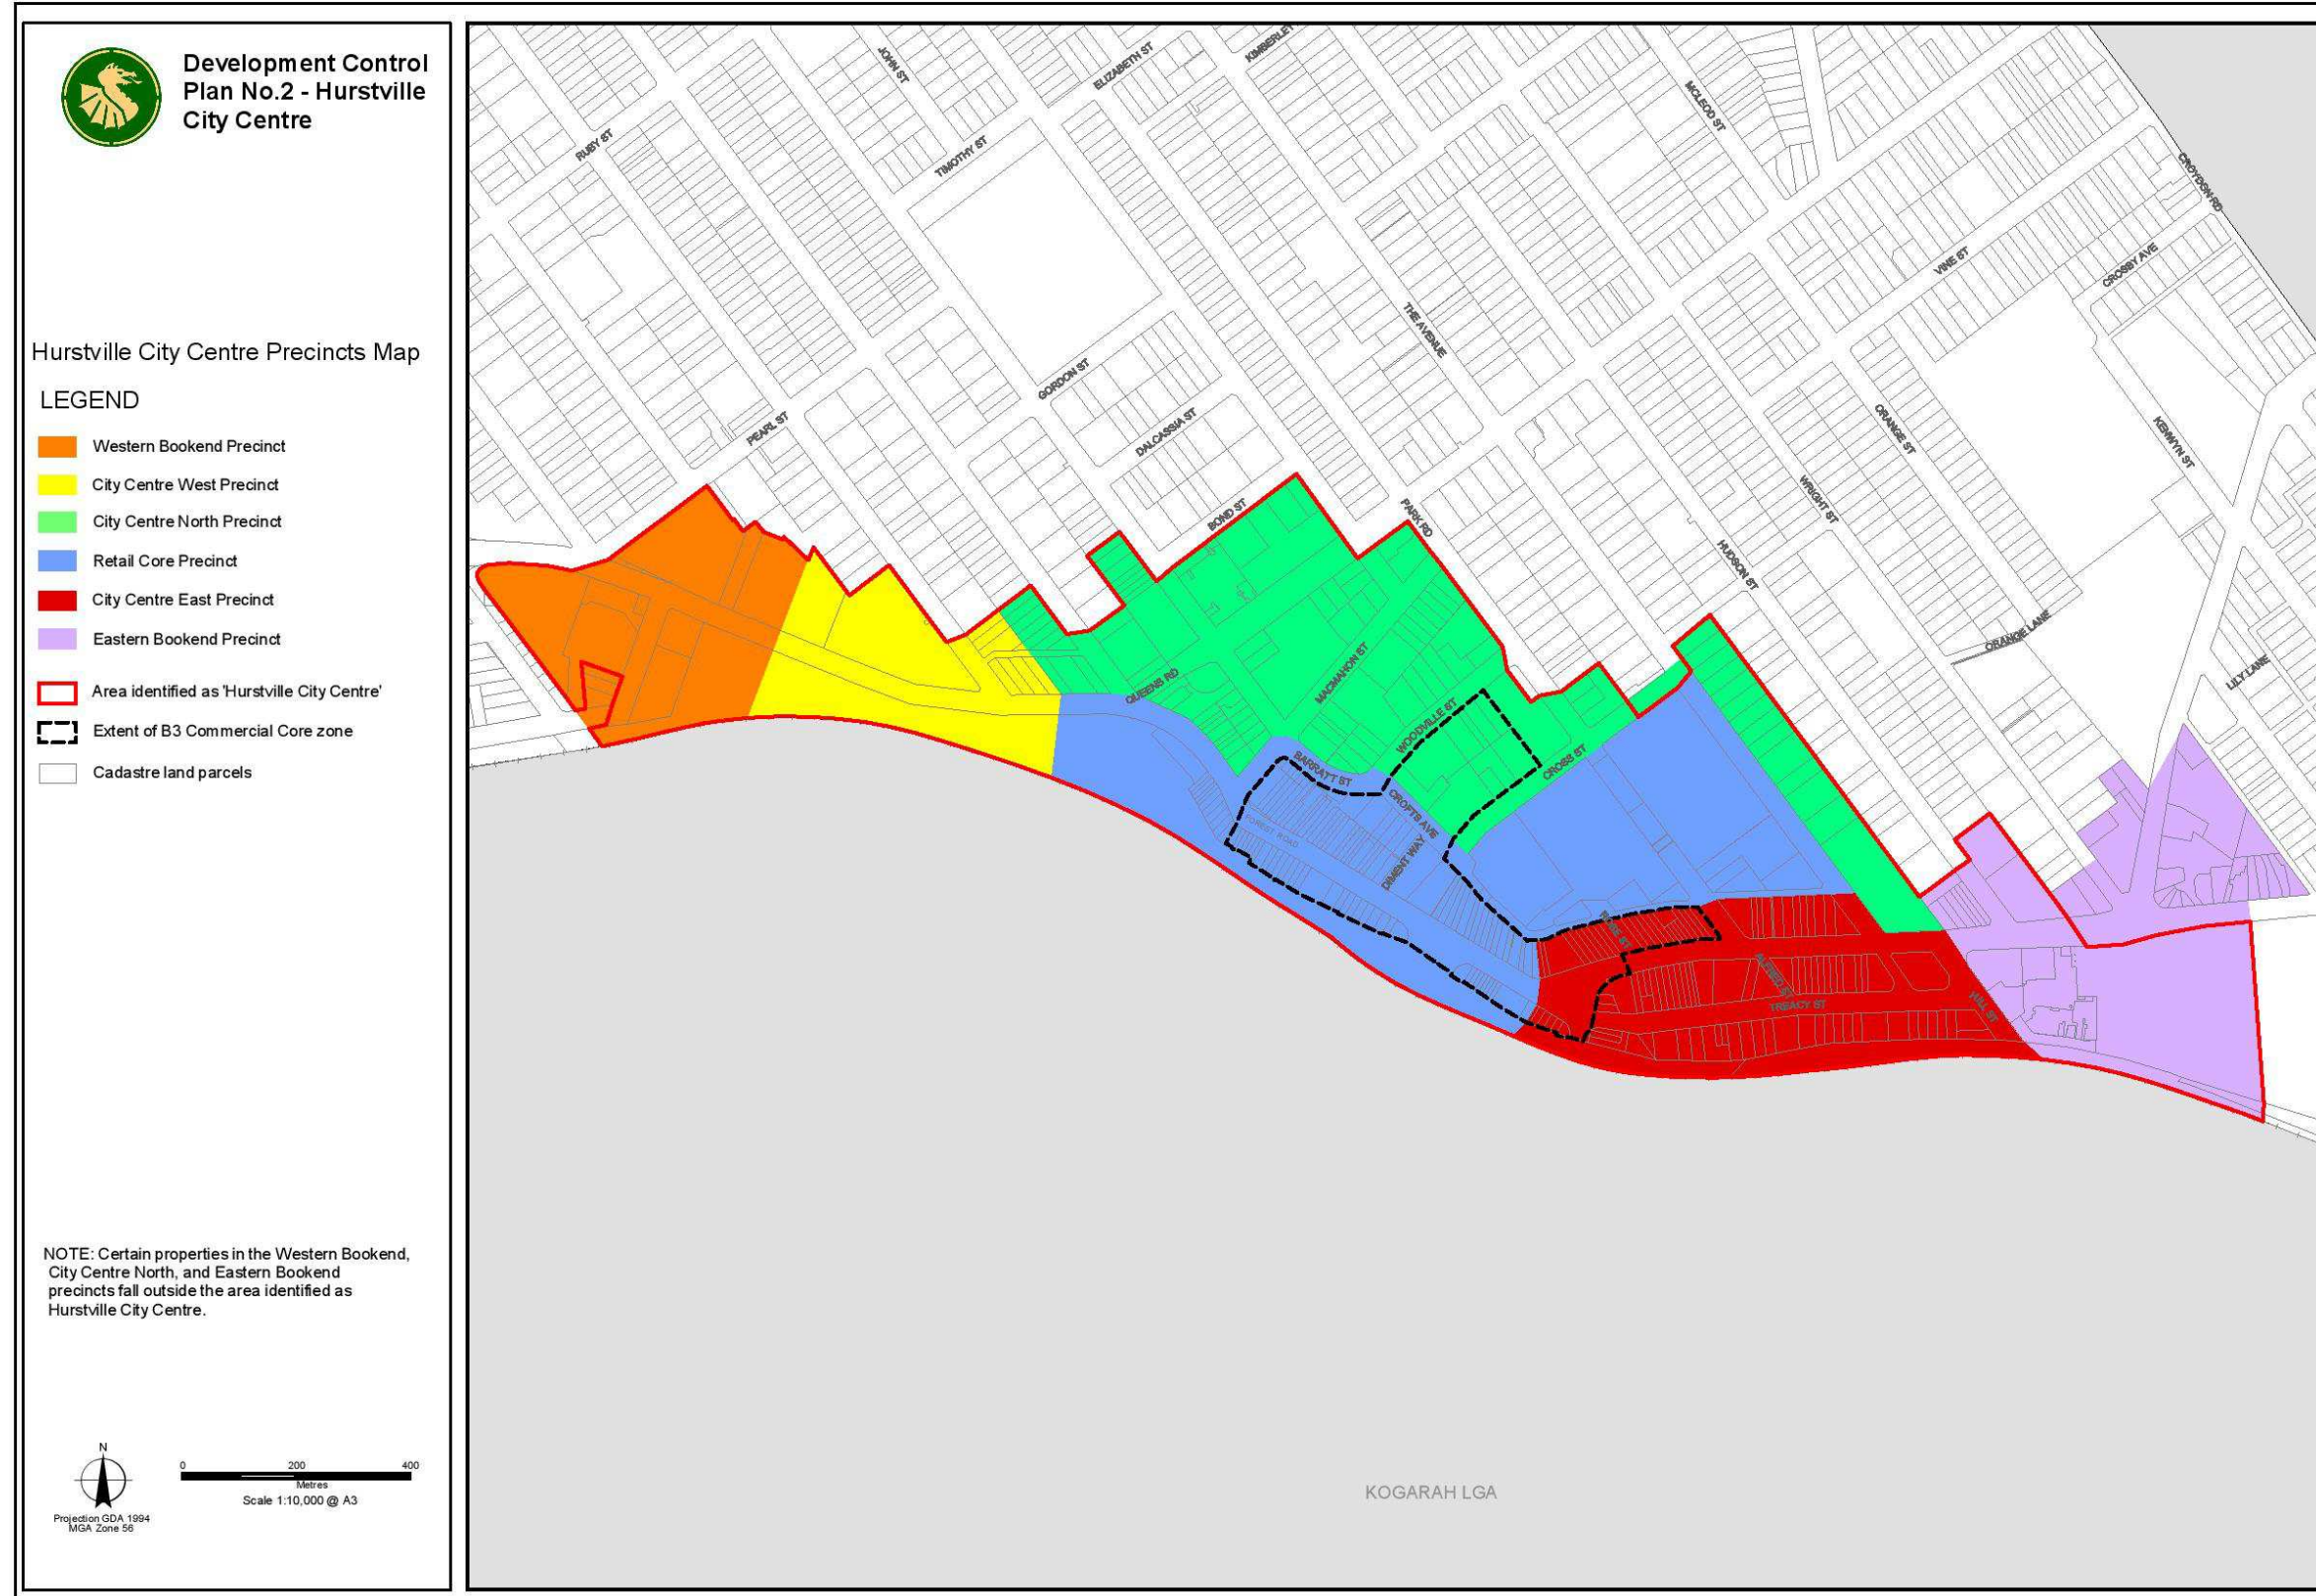 Development Control
Plan No.2 - Hurstville
City Centre
Hurstville City Centre Precincts Map
LEGEND
Western Bookend Precinct
City Centre West Precinct
City Centre North Precinct
Retail Core Precinct
City Centre East Precinct
Eastern Bookend Precinct
Area identified as 'Hurstville City Centre'
Extent of B3 Commercial Core zone
Cadastre land parcels
NOTE: Certain properties in the Western Bookend,
City Centre North, and Eastern Bookend
precincts fall outside the area identified as
Hurstville City Centre.
N
Projection GDA 1994
MGA Zone 56
0 200 400
Metres
Scale 1:10,000 @ A3
JOHN ST
ELIZABETH ST
KIMBERLEY
RUBY ST
TIMOTHY ST
MCLEOD ST
CROYDON RD
VINE ST
CROSBY AVE
THE AVENUE
GORDON ST
PEARL ST
DALCASSIA ST
ORANGE ST
KENWYN ST
BOND ST
PARK RD
WRIGHT ST
HUDSON ST
ORANGE LANE
LILY LANE
QUEENS RD
MACMAHON ST
WOODVILLE ST
CROSS ST
BARRATT ST
CROFTS AVE
FOREST ROAD
DIMENT WAY
ROSE ST
ALFRED ST
TREACY ST
HILL ST
KOGARAH LGA